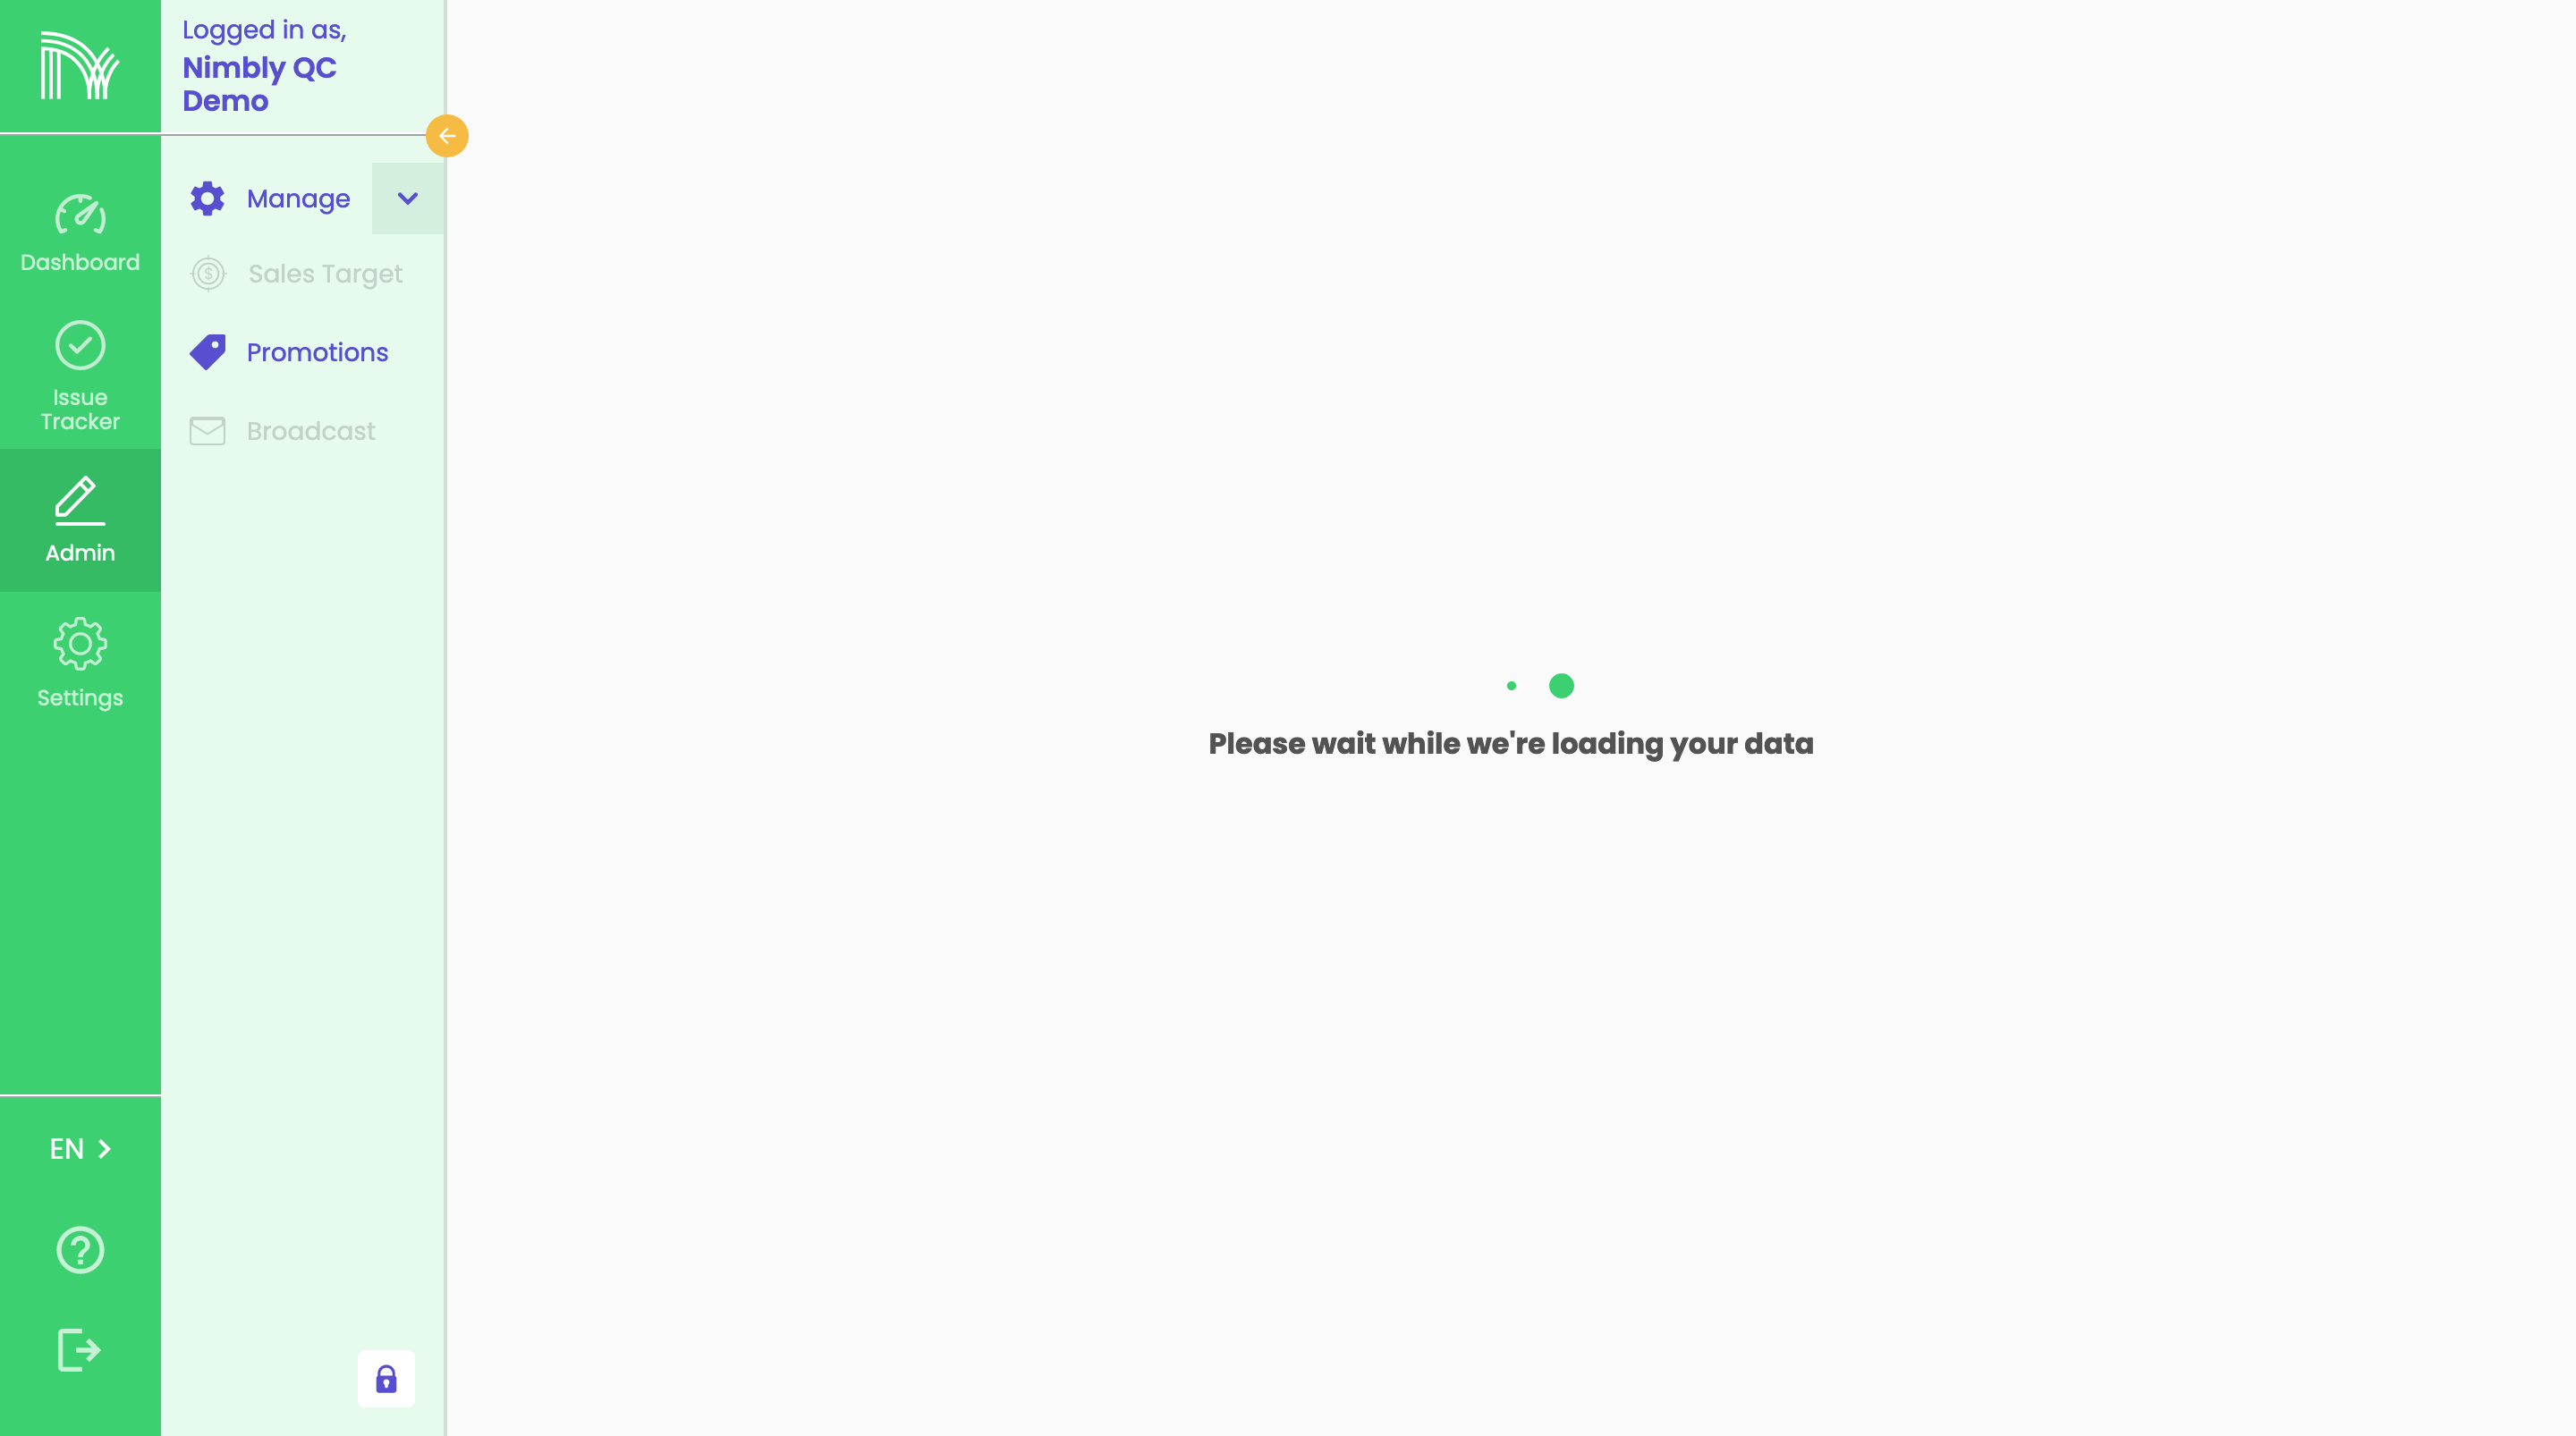 Logged in as,
Nimbly QC
Demo
Dashboard
Issue
Tracker
Admin
Settings
Manage
Sales Target
Promotions
Broadcast
Please wait while we're loading your data
EN